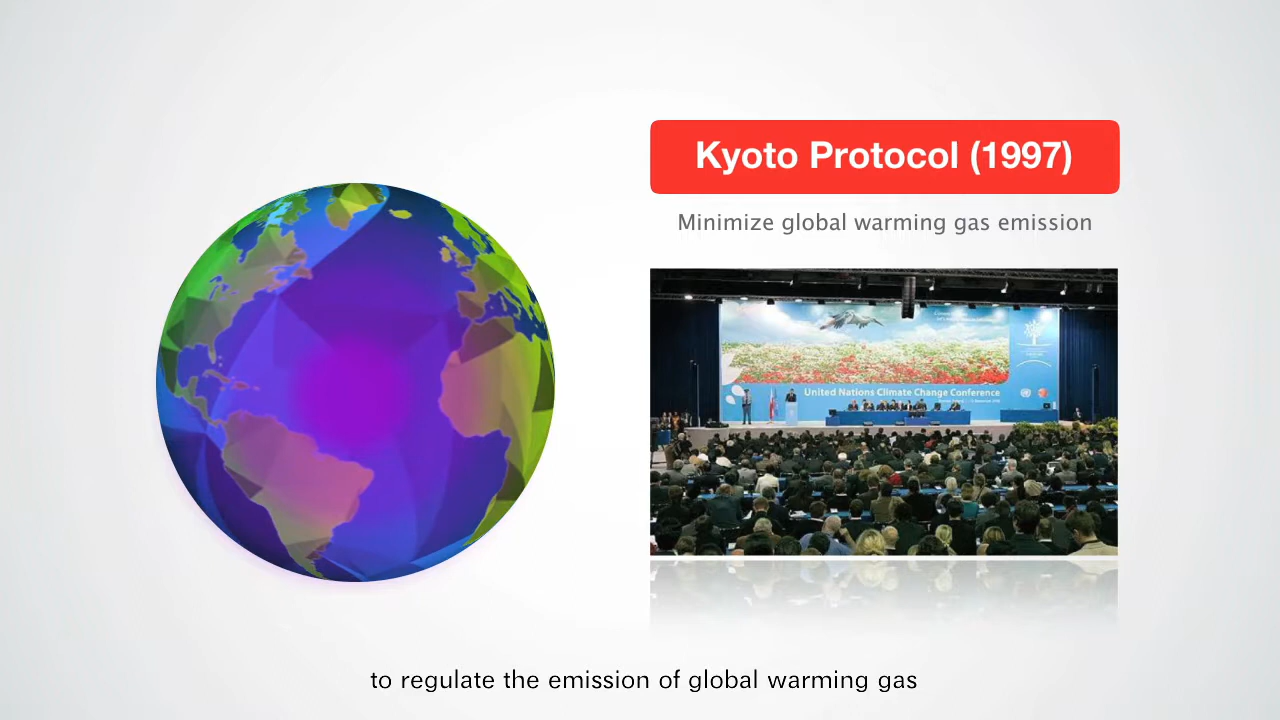 Kyoto Protocol (1997)
Minimize global warming gas emission
United Nations Climate Change Conference
to regulate the emission of global warming gas